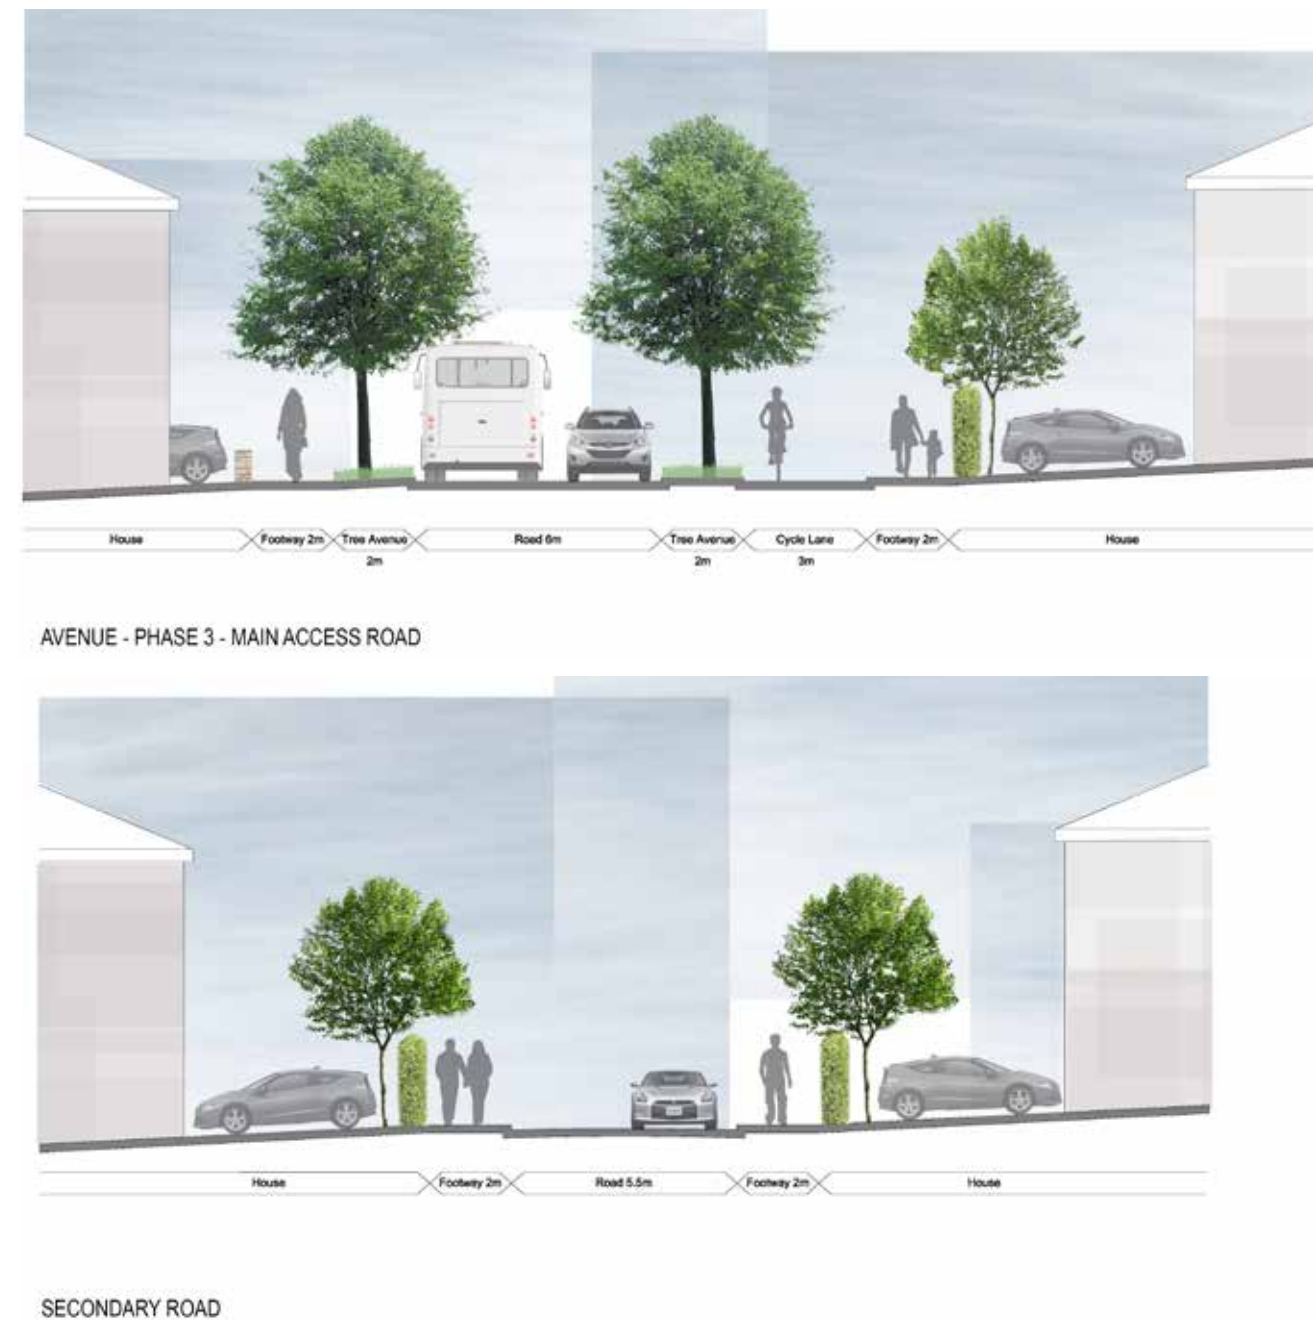 House Footway 2m Tree Avenue Road 6m Tree Avenue Cycle Lane Footway 2m House
2m 2m 3m
AVENUE - PHASE 3 - MAIN ACCESS ROAD
House Footway 2m Road 5.5m Footway 2m House
SECONDARY ROAD